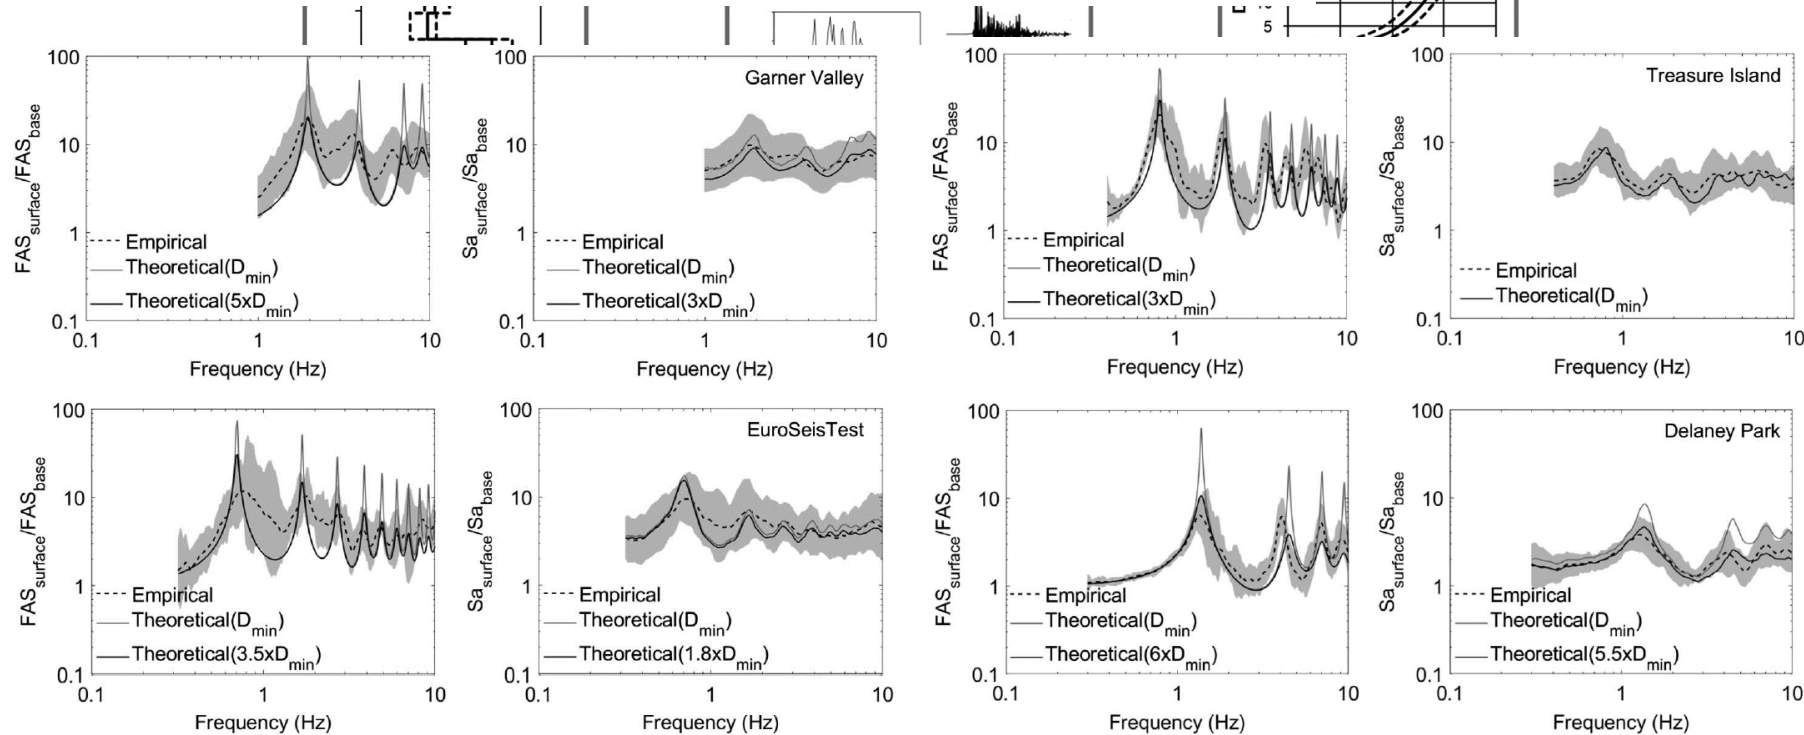 5
100
10
1
0.1
FAS_surface/FAS_base
Empirical
Theoretical(D_min)
Theoretical(5xD_min)
0.1
1
10
Frequency (Hz)
100
10
1
0.1
Sa_surface/Sa_base
Garner Valley
Empirical
Theoretical(D_min)
Theoretical(3xD_min)
0.1
1
10
Frequency (Hz)
100
10
1
0.1
FAS_surface/FAS_base
Empirical
Theoretical(D_min)
Theoretical(3xD_min)
0.1
1
10
Frequency (Hz)
100
10
1
0.1
Sa_surface/Sa_base
Treasure Island
Empirical
Theoretical(D_min)
0.1
1
10
Frequency (Hz)
100
10
1
0.1
FAS_surface/FAS_base
Empirical
Theoretical(D_min)
Theoretical(3.5xD_min)
0.1
1
10
Frequency (Hz)
100
10
1
0.1
Sa_surface/Sa_base
EuroSeisTest
Empirical
Theoretical(D_min)
Theoretical(1.8xD_min)
0.1
1
10
Frequency (Hz)
100
10
1
0.1
FAS_surface/FAS_base
Empirical
Theoretical(D_min)
Theoretical(6xD_min)
0.1
1
10
Frequency (Hz)
100
10
1
0.1
Sa_surface/Sa_base
Delaney Park
Empirical
Theoretical(D_min)
Theoretical(5.5xD_min)
0.1
1
10
Frequency (Hz)